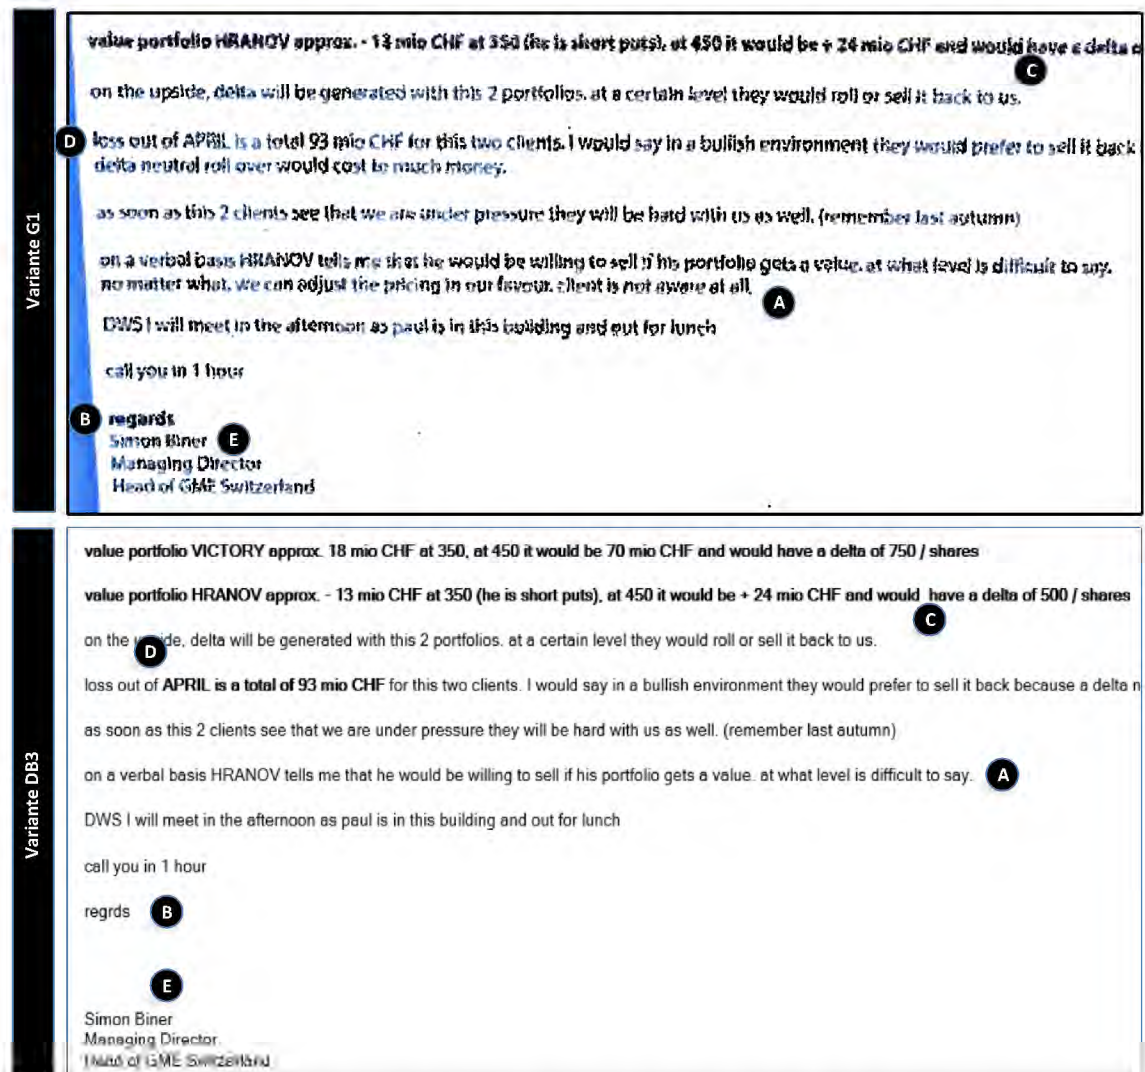 Variante G1
value portfolio HRANOV approx. - 13 mio CHF at 350 (he is short puts), at 450 it would be + 24 mio CHF and would have a delta o
C
on the upside, delta will be generated with this 2 portfolios. at a certain level they would roll or sell it back to us.
D loss out of APRIL is a total 93 mio CHF for this two clients. I would say in a bullish environment they would prefer to sell it back
delta neutral roll over would cost to much money.
as soon as this 2 clients see that we are under pressure they will be hard with us as well. (remember last autumn)
on a verbal basis HRANOV tells me that he would be willing to sell if his portfolio gets a value. at what level is difficult to say.
no matter what, we can adjust the pricing in our favour. client is not aware at all.
A
DWS I will meet in the afternoon as paul is in this building and out for lunch
call you in 1 hour
B regards
Simon Biner E
Managing Director
Head of GME Switzerland
Variante DB3
value portfolio VICTORY approx. 18 mio CHF at 350, at 450 it would be 70 mio CHF and would have a delta of 750 / shares
value portfolio HRANOV approx. - 13 mio CHF at 350 (he is short puts), at 450 it would be + 24 mio CHF and would have a delta of 500 / shares
C
on the upside, delta will be generated with this 2 portfolios. at a certain level they would roll or sell it back to us.
D
loss out of APRIL is a total of 93 mio CHF for this two clients. I would say in a bullish environment they would prefer to sell it back because a delta n
as soon as this 2 clients see that we are under pressure they will be hard with us as well. (remember last autumn)
on a verbal basis HRANOV tells me that he would be willing to sell if his portfolio gets a value. at what level is difficult to say. A
DWS I will meet in the afternoon as paul is in this building and out for lunch
call you in 1 hour
regrds B
E
Simon Biner
Managing Director
Head of GME Switzerland